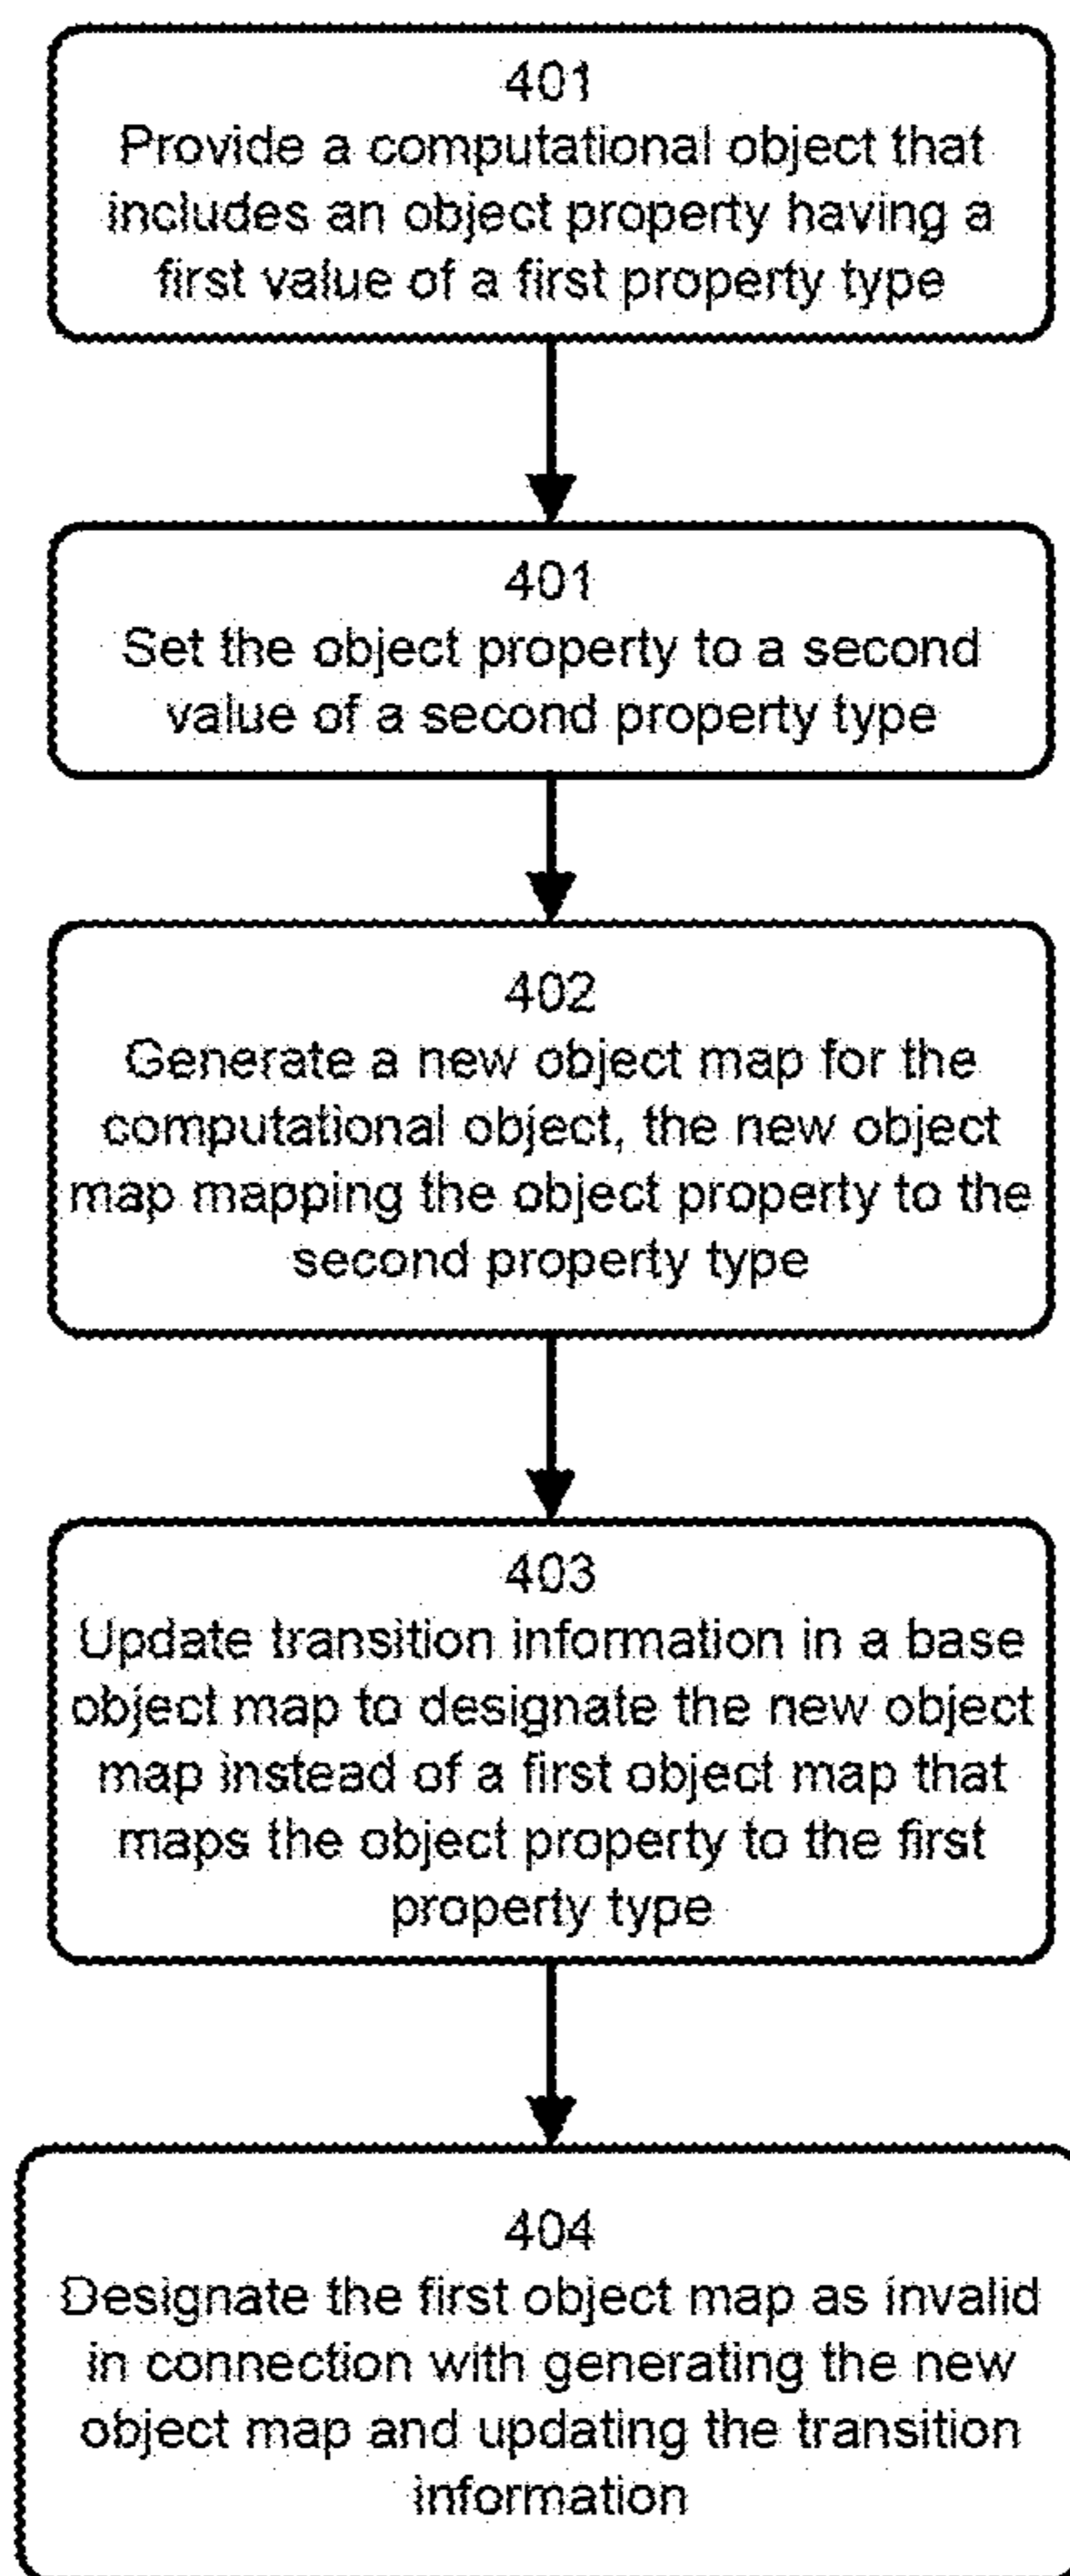 401
Provide a computational object that
includes an object property having a
first value of a first property type
401
Set the object property to a second
value of a second property type
402
Generate a new object map for the
computational object, the new object
map mapping the object property to the
second property type
403
Update transition information in a base
object map to designate the new object
map instead of a first object map that
maps the object property to the first
property type
404
Designate the first object map as invalid
in connection with generating the new
object map and updating the transition
information